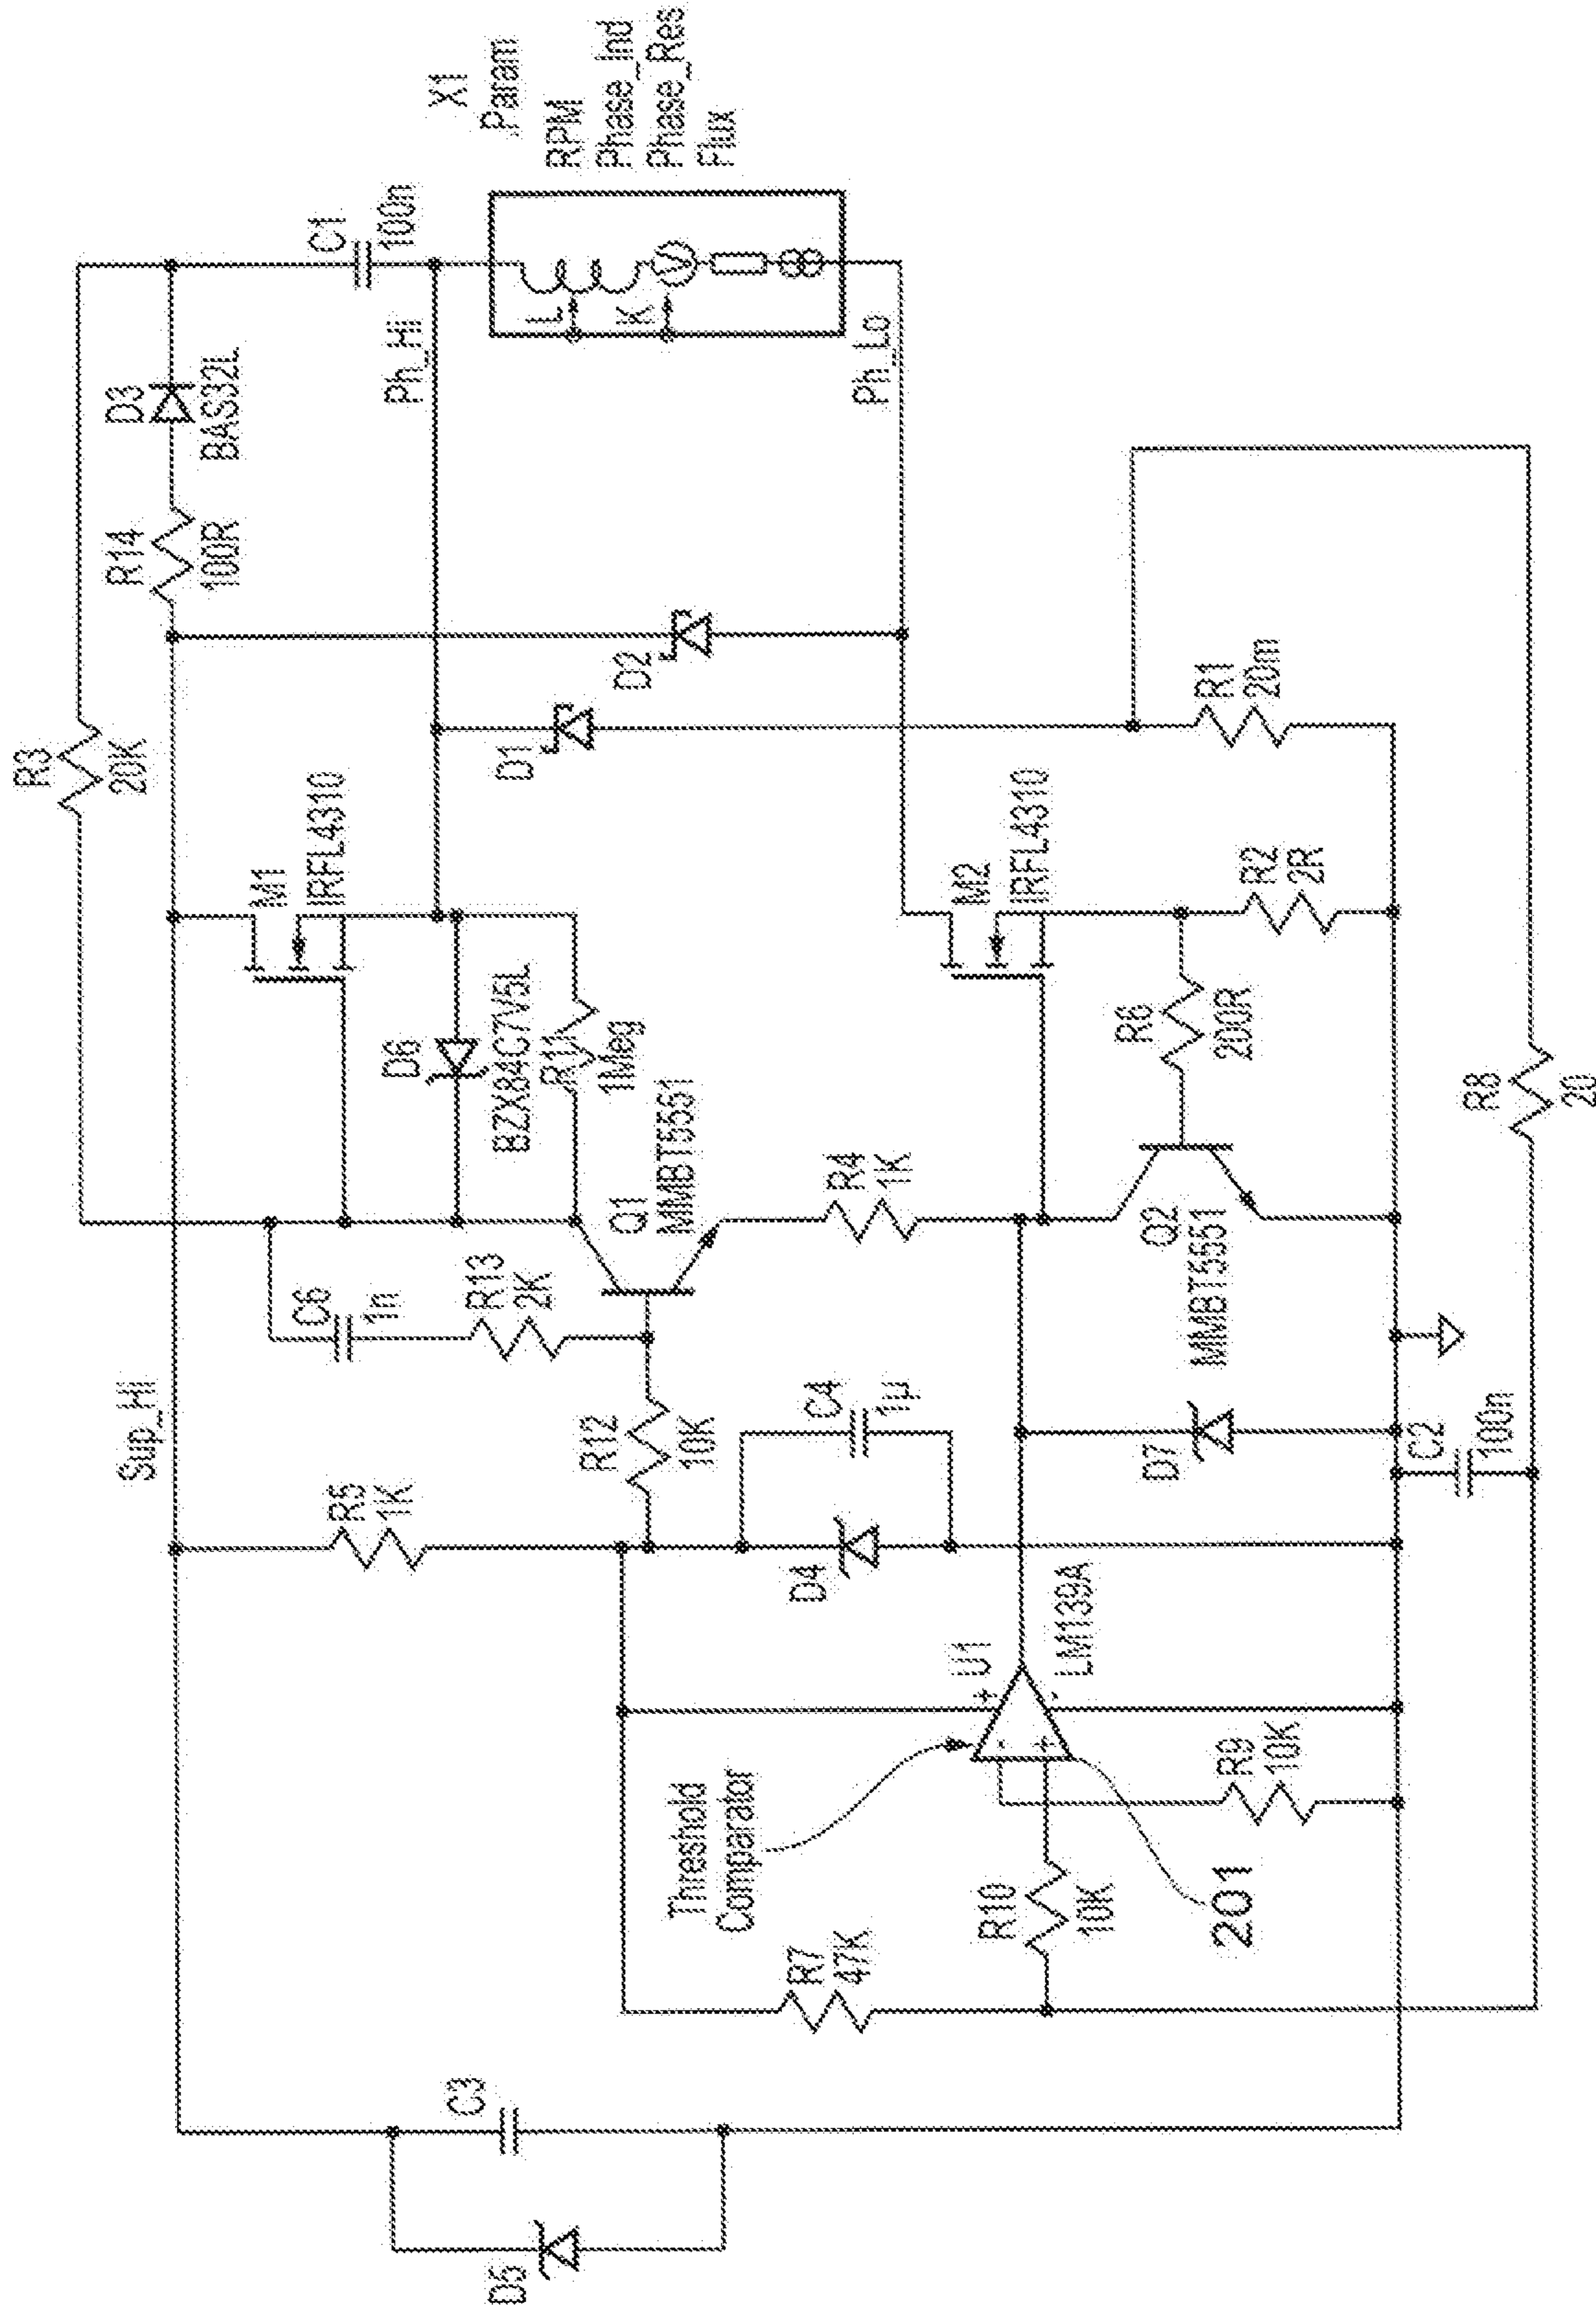 R3
20K
D3
BAS32L
R14
100R
C1
100n
X1
.Param
RPM
Phase_Ind
Phase_Res
Flux
L
K
V
Ph_Hi
Ph_Lo
Sup_Hi
M1
IRFL4310
D2
D1
D6
BZX84C7V5L
R11
1Meg
Q1
MMBT5551
C6
1n
R13
2K
R12
10K
R5
1K
C4
1µ
D4
R4
1K
M2
IRFL4310
R6
200R
R2
2R
R1
20m
Q2
MMBT5551
D7
C2
100n
R8
20
U1
LM139A
+
-
-
+
Threshold
Comparator
R9
10K
R10
10K
201
R7
47K
C3
D5